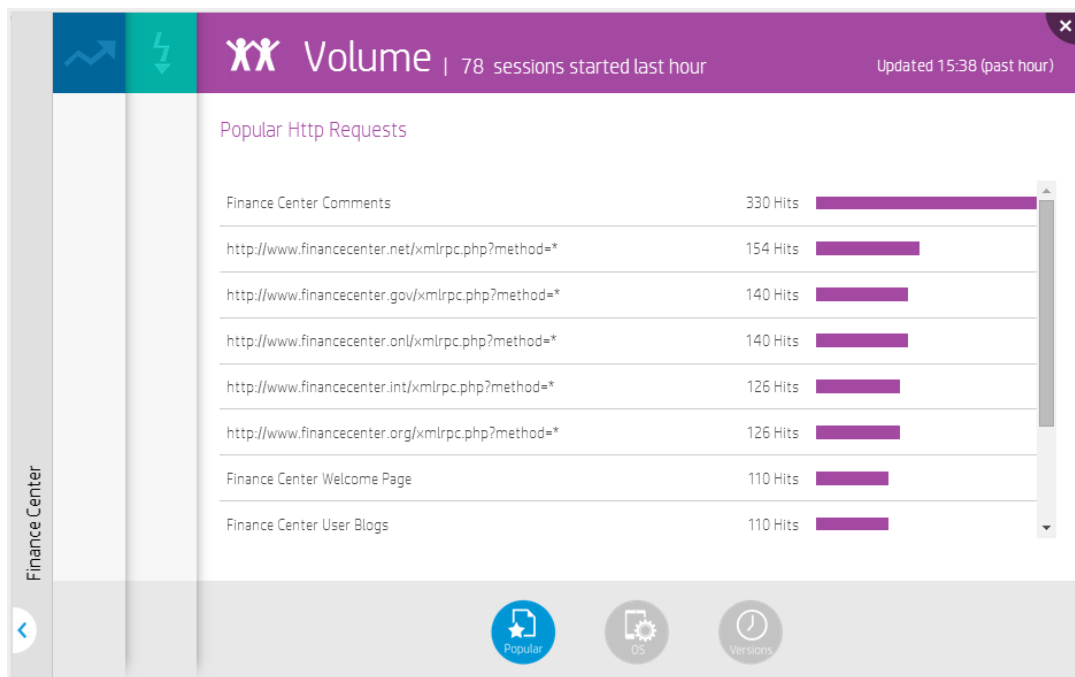 Volume | 78 sessions started last hour
Updated 15:38 (past hour)
Popular Http Requests
Finance Center Comments 330 Hits
http://www.financecenter.net/xmlrpc.php?method=* 154 Hits
http://www.financecenter.gov/xmlrpc.php?method=* 140 Hits
http://www.financecenter.onl/xmlrpc.php?method=* 140 Hits
http://www.financecenter.int/xmlrpc.php?method=* 126 Hits
http://www.financecenter.org/xmlrpc.php?method=* 126 Hits
Finance Center Welcome Page 110 Hits
Finance Center User Blogs 110 Hits
Finance Center
Popular
OS
Versions